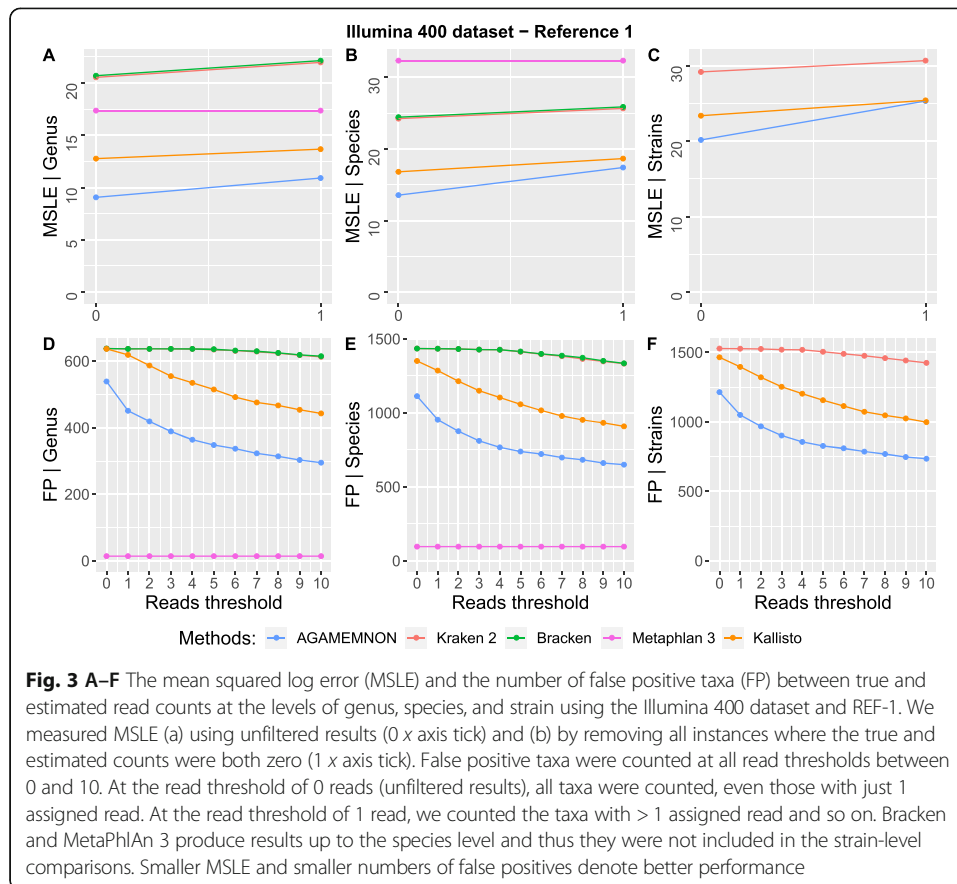 Illumina 400 dataset − Reference 1
A
B
C
MSLE | Genus
0
5
10
15
20
0
1
MSLE | Species
0
10
20
30
0
1
MSLE | Strains
0
10
20
30
0
1
D
E
F
FP | Genus
600
400
200
0
0 1 2 3 4 5 6 7 8 9 10
Reads threshold
FP | Species
1500
1000
500
0
0 1 2 3 4 5 6 7 8 9 10
Reads threshold
FP | Strains
1500
1000
500
0
0 1 2 3 4 5 6 7 8 9 10
Reads threshold
Methods: AGAMEMNON Kraken 2 Bracken Metaphlan 3 Kallisto
Fig. 3 A–F The mean squared log error (MSLE) and the number of false positive taxa (FP) between true and
estimated read counts at the levels of genus, species, and strain using the Illumina 400 dataset and REF-1. We
measured MSLE (a) using unfiltered results (0 x axis tick) and (b) by removing all instances where the true and
estimated counts were both zero (1 x axis tick). False positive taxa were counted at all read thresholds between
0 and 10. At the read threshold of 0 reads (unfiltered results), all taxa were counted, even those with just 1
assigned read. At the read threshold of 1 read, we counted the taxa with > 1 assigned read and so on. Bracken
and MetaPhlAn 3 produce results up to the species level and thus they were not included in the strain-level
comparisons. Smaller MSLE and smaller numbers of false positives denote better performance